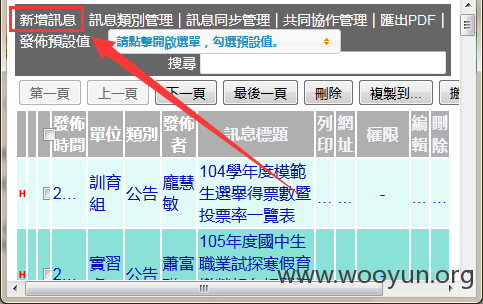 新增訊息 | 訊息類別管理 | 訊息同步管理 | 共同協作管理 | 匯出PDF |
發佈預設值 請點擊開啟選單，勾選預設值。
搜尋
第一頁 上一頁 下一頁 最後一頁 刪除 複製到...
發佈時間 單位 類別 發佈者 訊息標題 列印 網址 權限 編輯 刪除
H 2... 訓育組 公告 龐慧敏 104學年度模範生選舉得票數暨投票率一覽表 ... ... - ... ...
H 2... 實習 公告 蕭富 105年度國中生職業試探寒假育
www.wooyun.org